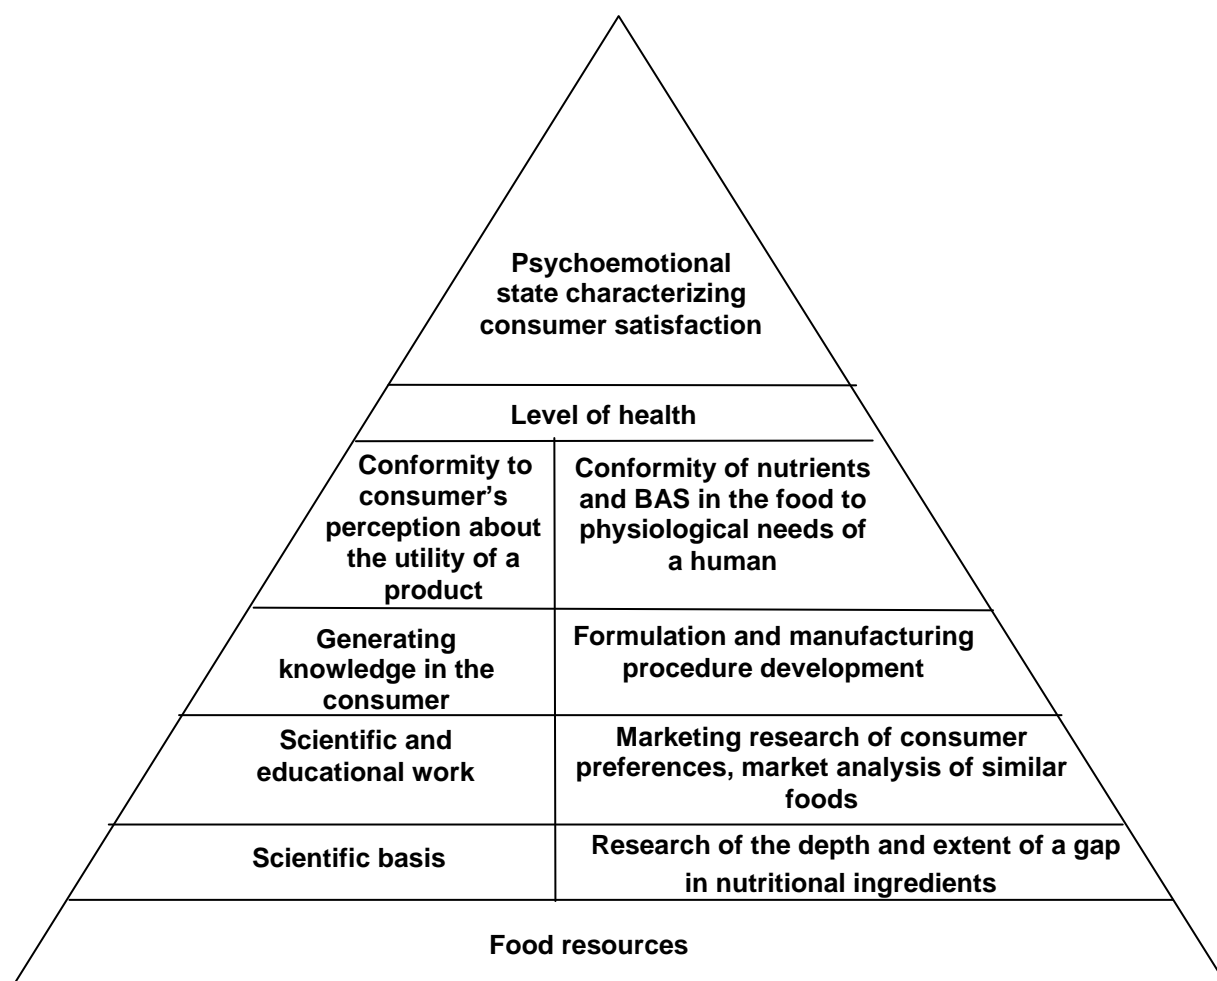 Psychoemotional
state characterizing
consumer satisfaction
Level of health
Conformity to
consumer’s
perception about
the utility of a
product
Conformity of nutrients
and BAS in the food to
physiological needs of
a human
Generating
knowledge in the
consumer
Formulation and manufacturing
procedure development
Scientific and
educational work
Marketing research of consumer
preferences, market analysis of similar
foods
Scientific basis
Research of the depth and extent of a gap
in nutritional ingredients
Food resources